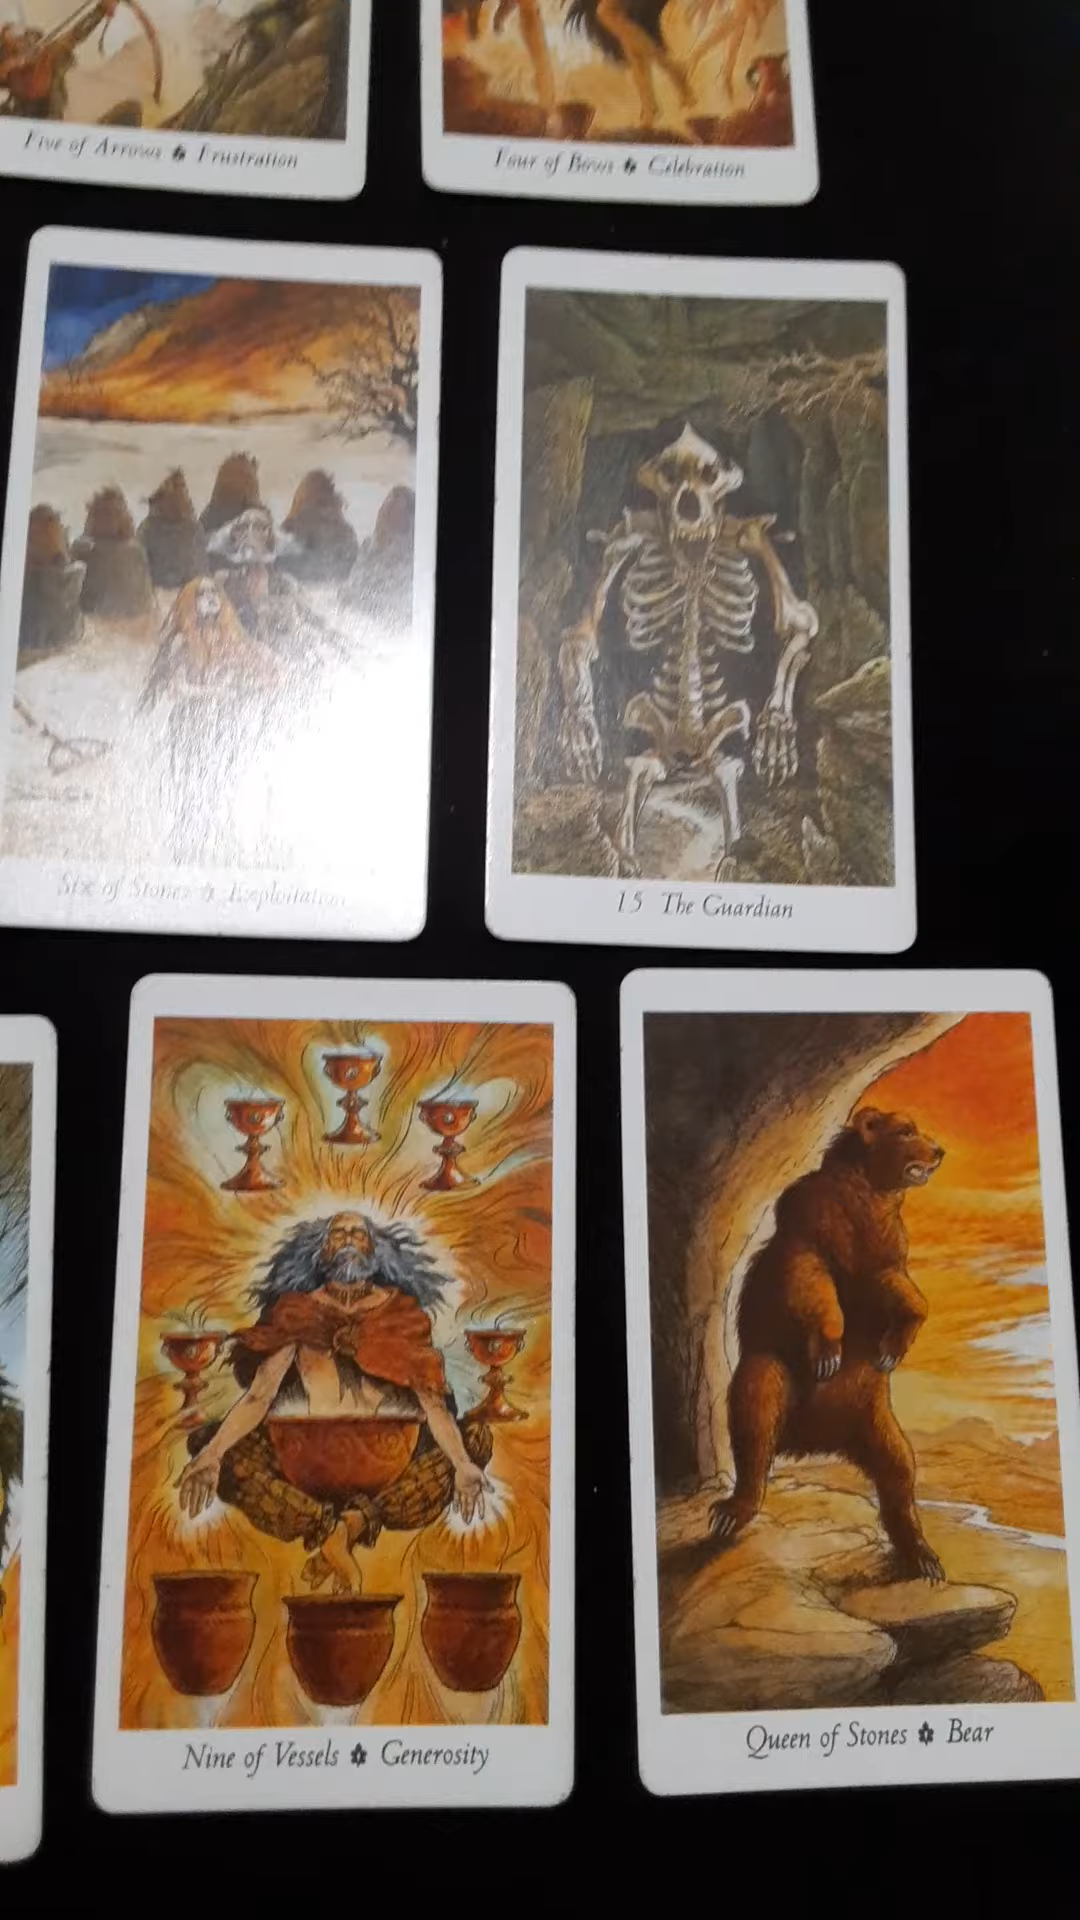 Five of Arrows ✽ Frustration
Four of Bows ✽ Celebration
Six of Stones ✽ Exploitation
15 The Guardian
Nine of Vessels ✽ Generosity
Queen of Stones ✽ Bear